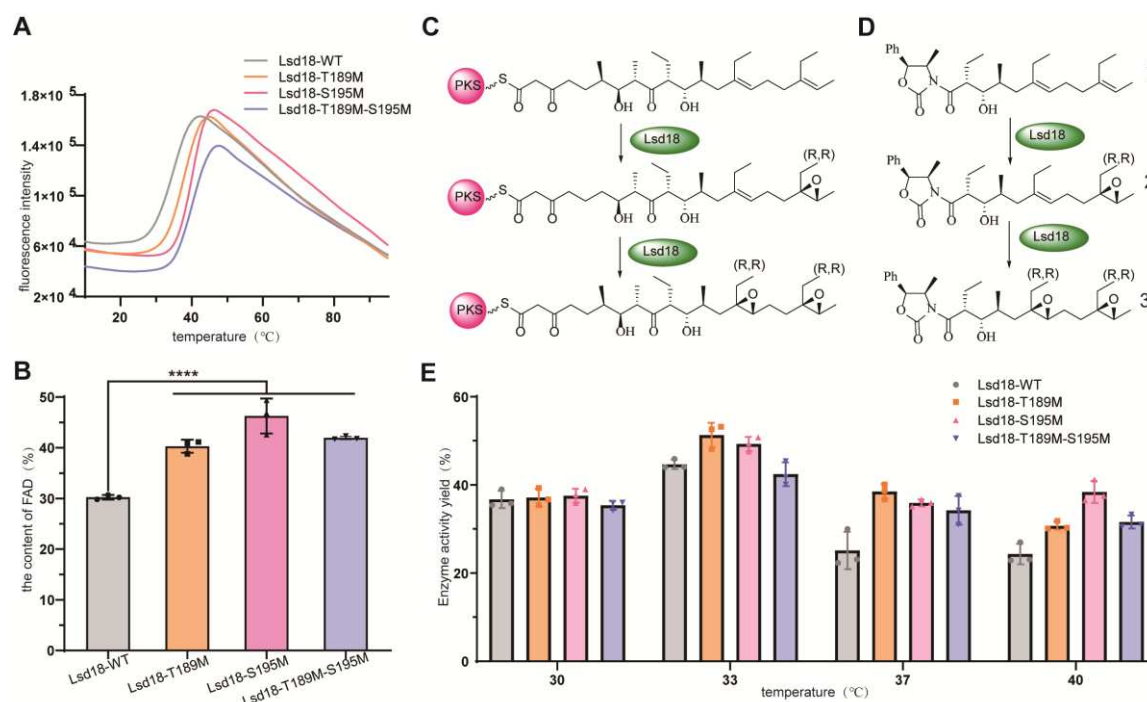 A
Lsd18-WT
Lsd18-T189M
Lsd18-S195M
Lsd18-T189M-S195M
1.8×10 5
1.4×10 5
1×10 5
6×10 4
2×10 4
fluorescence intensity
20 40 60 80
temperature (℃)
B
****
50
40
30
20
10
0
the content of FAD (%)
Lsd18-WT
Lsd18-T189M
Lsd18-S195M
Lsd18-T189M-S195M
C
PKS S
O O OH O OH
Lsd18
(R,R)
PKS S O
O O OH O OH
Lsd18
(R,R) (R,R)
PKS S O O
O O OH O OH
D
Ph
O N
O O OH
Lsd18
Ph (R,R)
O N O 2
O O OH
Lsd18
Ph (R,R) (R,R)
O N O O 3
O O OH
E
Lsd18-WT
Lsd18-T189M
Lsd18-S195M
Lsd18-T189M-S195M
60
40
20
0
Enzyme activity yield (%)
30 33 37 40
temperature (℃)